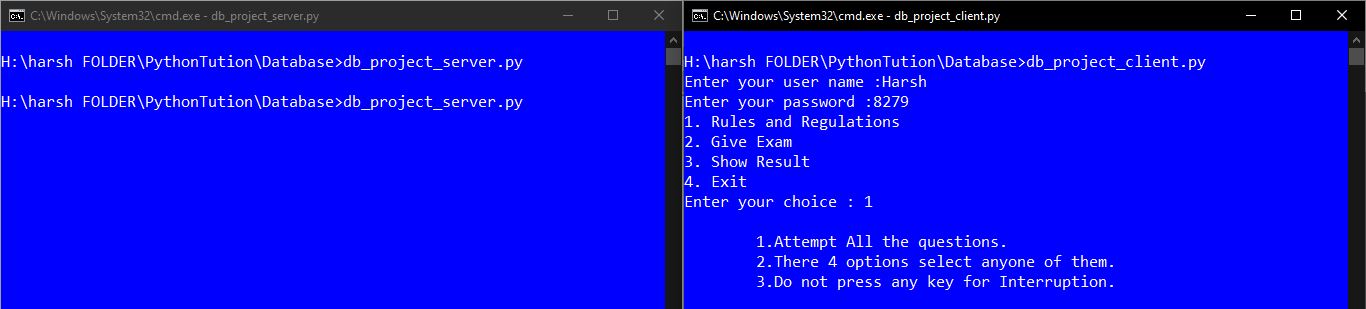 C:\Windows\System32\cmd.exe - db_project_server.py
H:\harsh FOLDER\PythonTution\Database>db_project_server.py
H:\harsh FOLDER\PythonTution\Database>db_project_server.py
C:\Windows\System32\cmd.exe - db_project_client.py
H:\harsh FOLDER\PythonTution\Database>db_project_client.py
Enter your user name :Harsh
Enter your password :8279
1. Rules and Regulations
2. Give Exam
3. Show Result
4. Exit
Enter your choice : 1
1.Attempt All the questions.
2.There 4 options select anyone of them.
3.Do not press any key for Interruption.